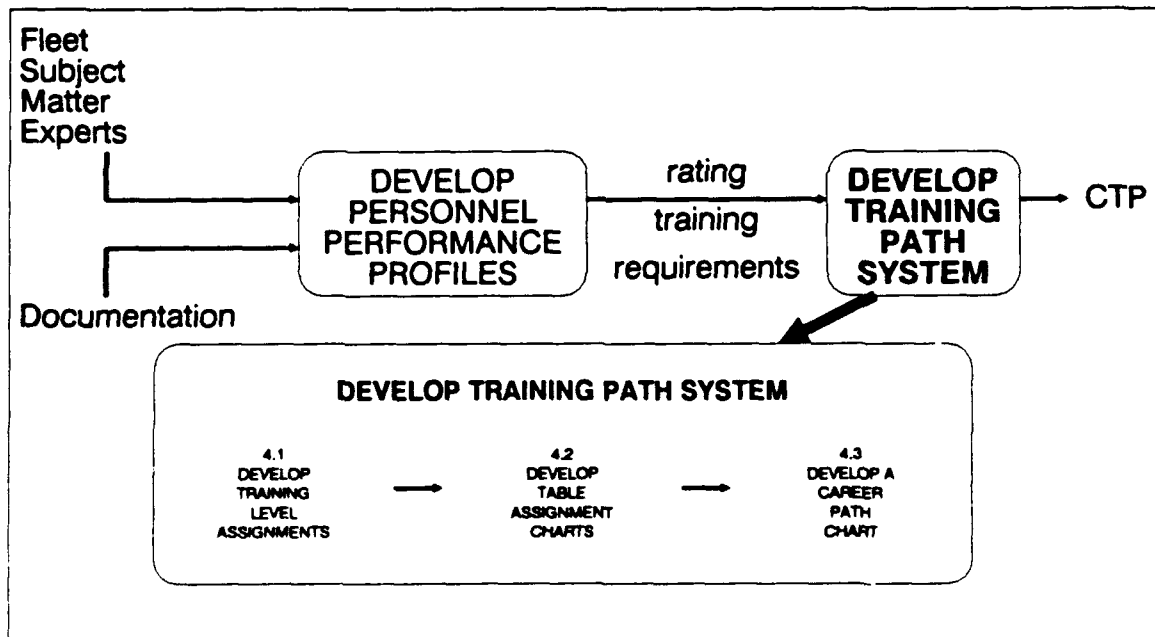 Fleet
Subject
Matter
Experts
Documentation
DEVELOP
PERSONNEL
PERFORMANCE
PROFILES
rating
training
requirements
DEVELOP
TRAINING
PATH
SYSTEM
CTP
DEVELOP TRAINING PATH SYSTEM
4.1
DEVELOP
TRAINING
LEVEL
ASSIGNMENTS
4.2
DEVELOP
TABLE
ASSIGNMENT
CHARTS
4.3
DEVELOP A
CAREER
PATH
CHART